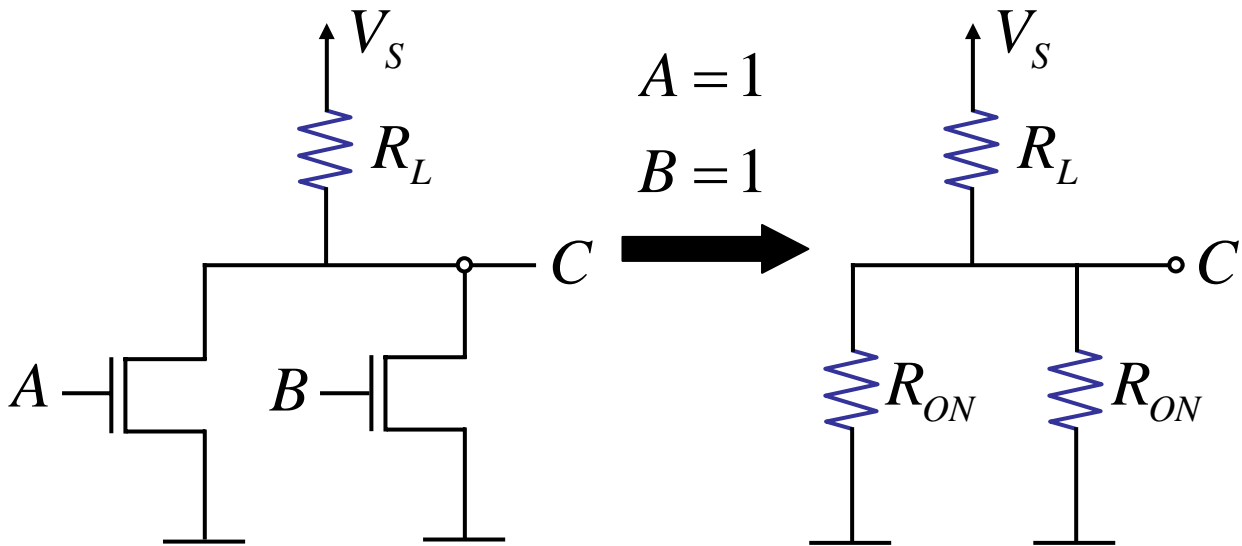 V_S
R_L
C
A
B
A = 1
B = 1
V_S
R_L
C
R_ON
R_ON